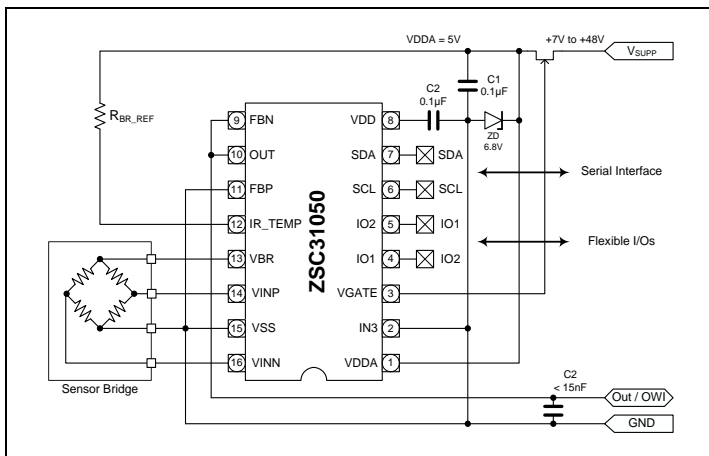 VDDA = 5V
+7V to +48V
VSUPP
C1
0.1µF
C2
0.1µF
ZD
6.8V
RBR_REF
ZSC31050
9 FBN
10 OUT
11 FBP
12 IR_TEMP
13 VBR
14 VINP
15 VSS
16 VINN
VDD 8
SDA 7 SDA
SCL 6 SCL
IO2 5 IO1
IO1 4 IO2
VGATE 3
IN3 2
VDDA 1
Serial Interface
Flexible I/Os
Sensor Bridge
C2
< 15nF
Out / OWI
GND